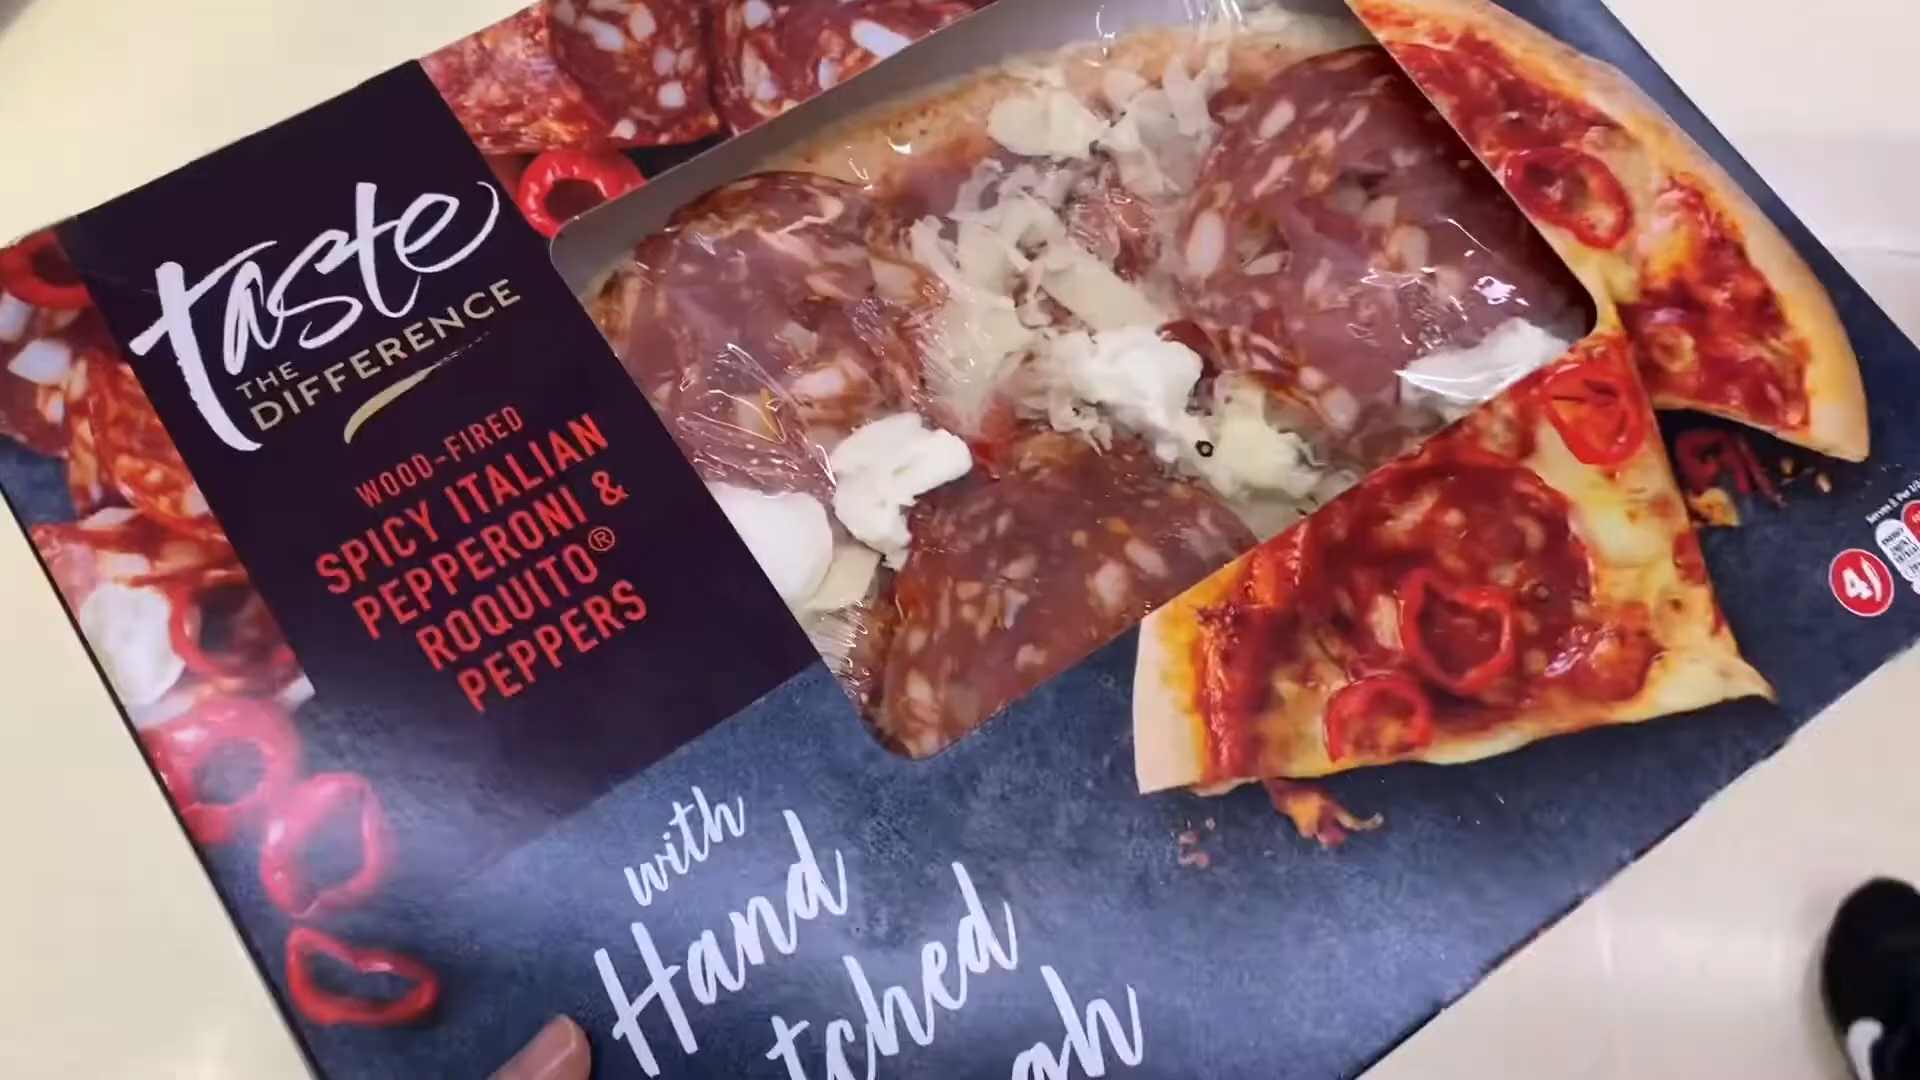 taste
THE
DIFFERENCE
WOOD-FIRED
SPICY ITALIAN
PEPPERONI &
ROQUITO®
PEPPERS
with
Hand